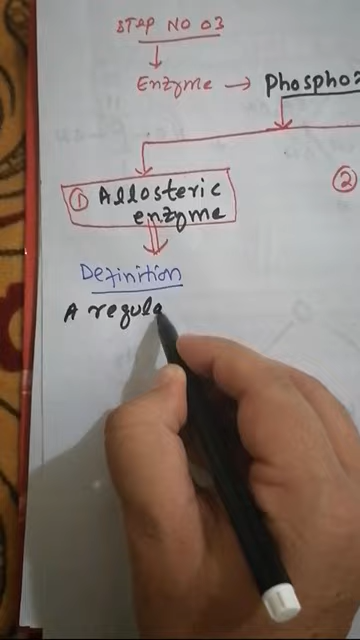 STEP NO 03
Enzyme → Phospho
① Allosteric
enzyme
②
Definition
A regula